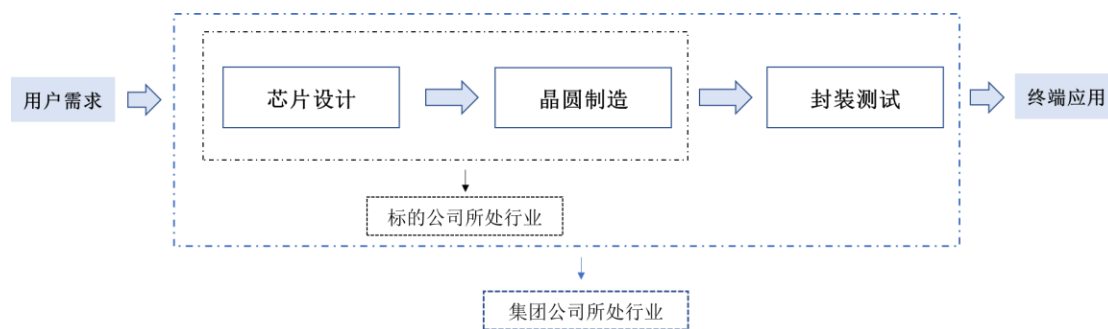 用户需求
芯片设计
晶圆制造
封装测试
终端应用
标的公司所处行业
集团公司所处行业